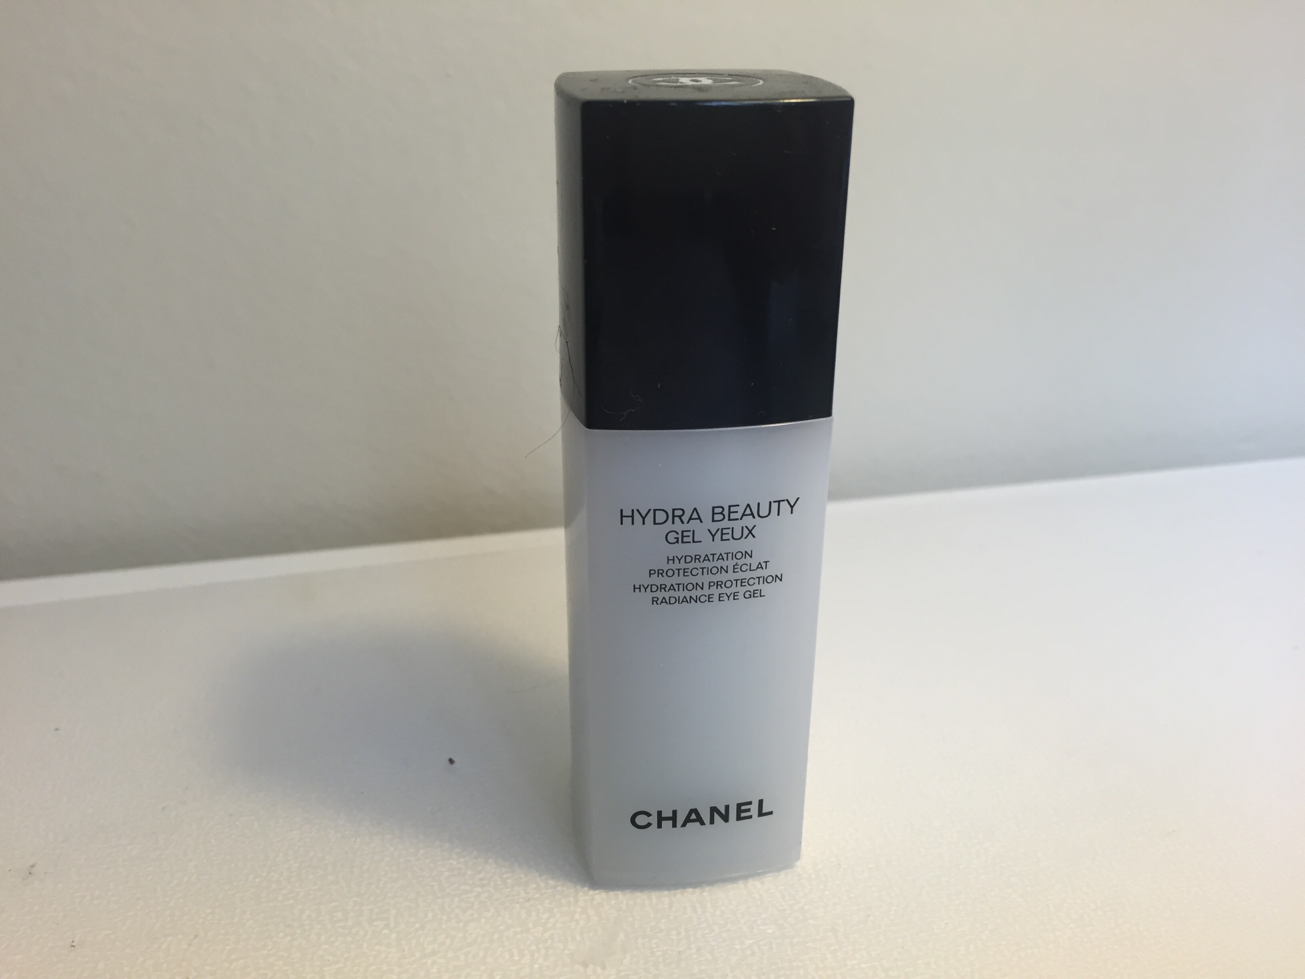 HYDRA BEAUTY
GEL YEUX
HYDRATATION
PROTECTION ÉCLAT
HYDRATION PROTECTION
RADIANCE EYE GEL
CHANEL